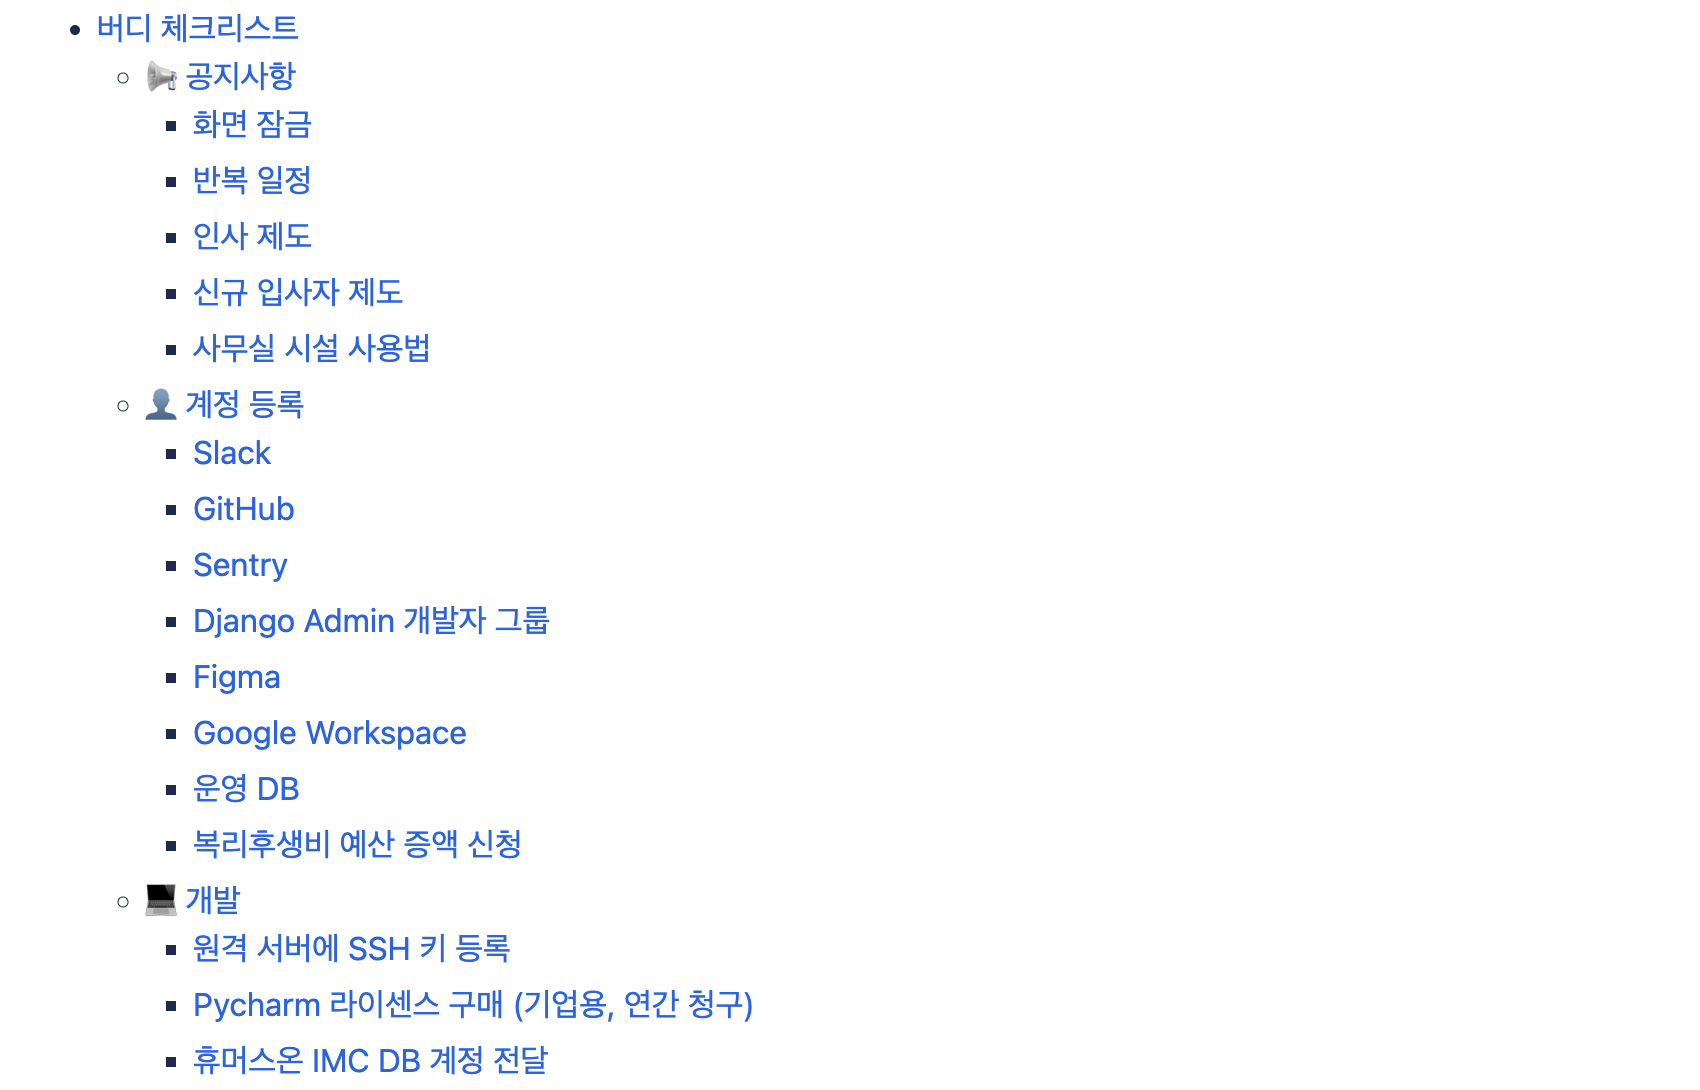 버디 체크리스트
📢 공지사항
화면 잠금
반복 일정
인사 제도
신규 입사자 제도
사무실 시설 사용법
👤 계정 등록
Slack
GitHub
Sentry
Django Admin 개발자 그룹
Figma
Google Workspace
운영 DB
복리후생비 예산 증액 신청
💻 개발
원격 서버에 SSH 키 등록
Pycharm 라이센스 구매 (기업용, 연간 청구)
휴머스온 IMC DB 계정 전달